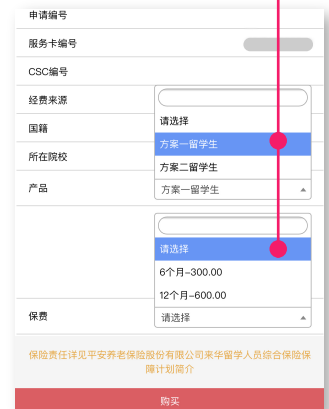 申请编号
服务卡编号
CSC编号
经费来源
国籍
请选择
方案一留学生
所在院校
方案二留学生
产品
方案一留学生
请选择
6个月-300.00
12个月-600.00
保费
请选择
保险责任详见平安养老保险股份有限公司来华留学人员综合保险保
障计划简介
购买